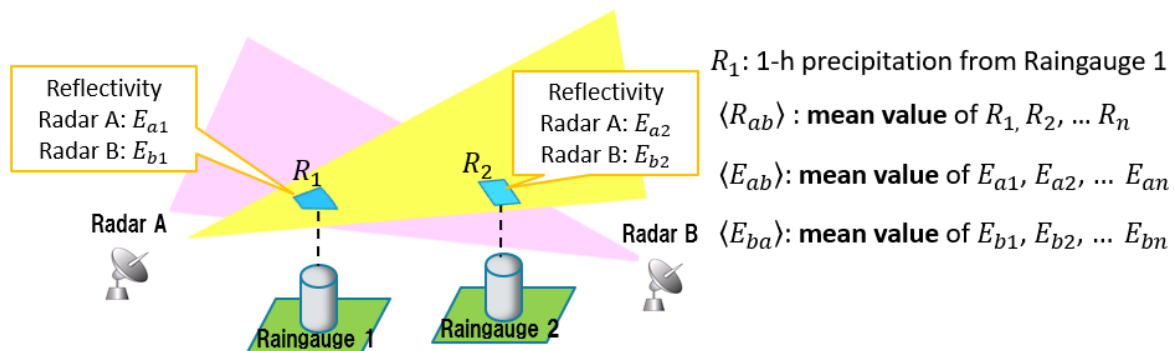 Reflectivity
Radar A: E_{a1}
Radar B: E_{b1}
R_1
R_2
Reflectivity
Radar A: E_{a2}
Radar B: E_{b2}
Radar A
Radar B
Raingauge 1
Raingauge 2
R_1: 1-h precipitation from Raingauge 1
⟨R_{ab}⟩ : mean value of R_{1,} R_2, … R_n
⟨E_{ab}⟩: mean value of E_{a1}, E_{a2}, … E_{an}
⟨E_{ba}⟩: mean value of E_{b1}, E_{b2}, … E_{bn}